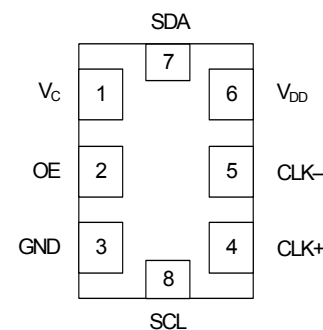 SDA
7
V_C 1 6 V_DD
OE 2 5 CLK–
GND 3 4 CLK+
8
SCL